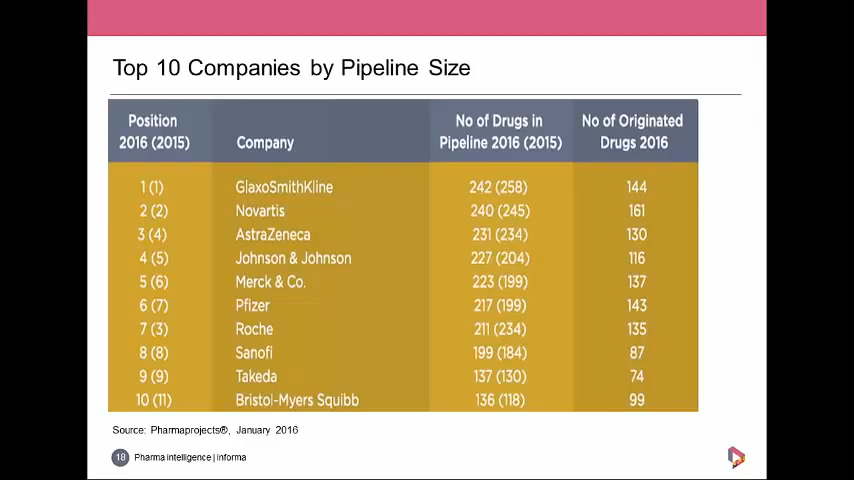 Top 10 Companies by Pipeline Size
Position 2016 (2015) Company No of Drugs in Pipeline 2016 (2015) No of Originated Drugs 2016
1 (1) GlaxoSmithKline 242 (258) 144
2 (2) Novartis 240 (245) 161
3 (4) AstraZeneca 231 (234) 130
4 (5) Johnson & Johnson 227 (204) 116
5 (6) Merck & Co. 223 (199) 137
6 (7) Pfizer 217 (199) 143
7 (3) Roche 211 (234) 135
8 (8) Sanofi 199 (184) 87
9 (9) Takeda 137 (130) 74
10 (11) Bristol-Myers Squibb 136 (118) 99
Source: Pharmaprojects®, January 2016
18 Pharma intelligence | informa